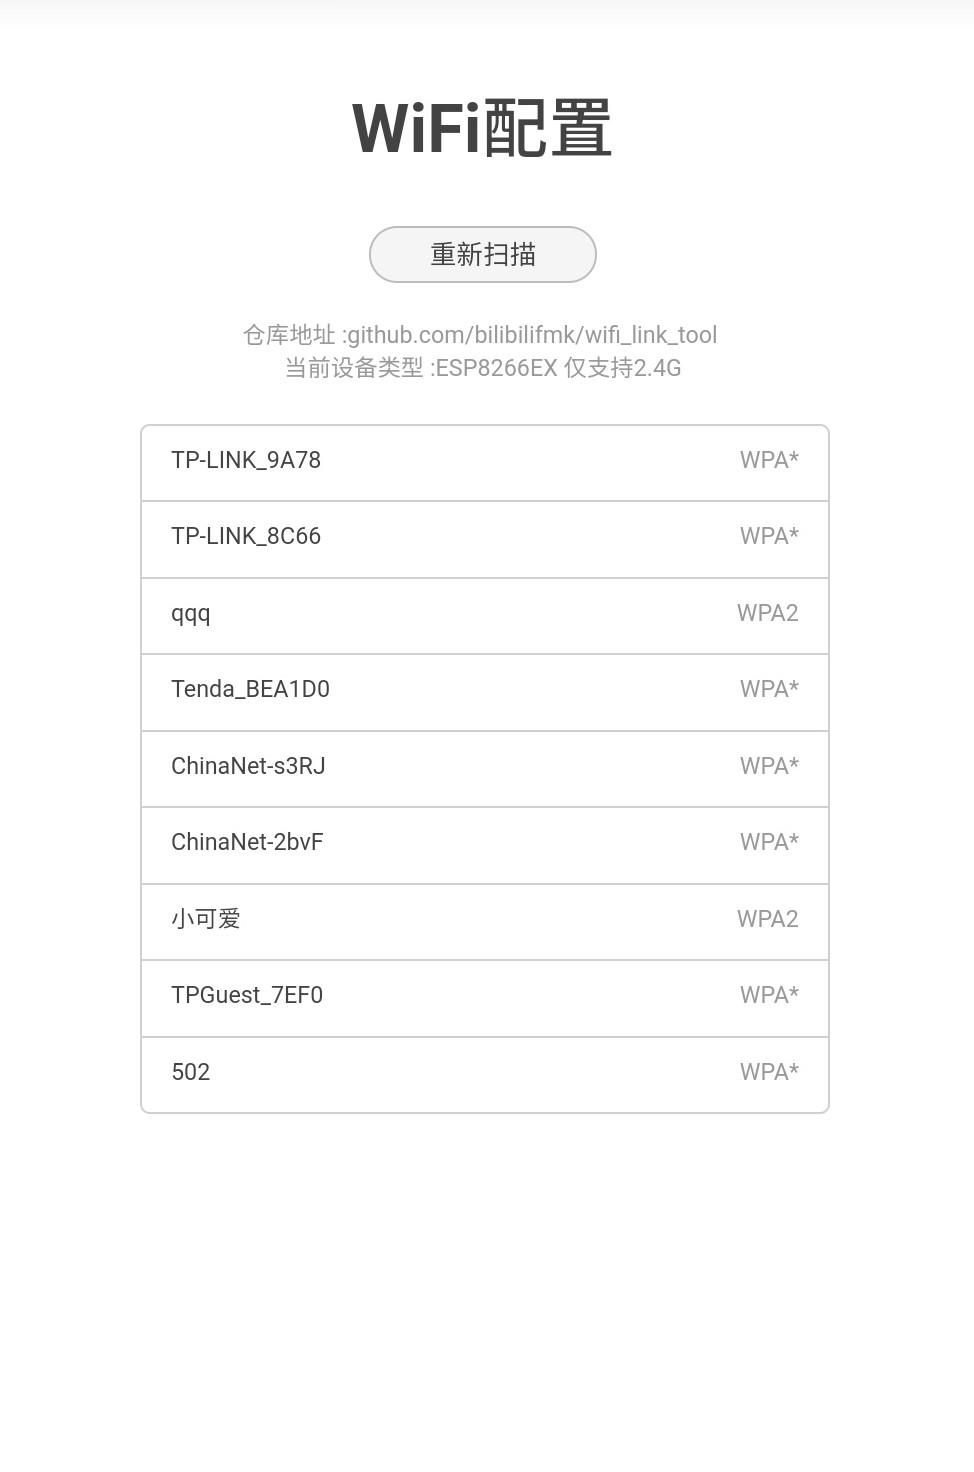 WiFi配置
重新扫描
仓库地址 :github.com/bilibilifmk/wifi_link_tool
当前设备类型 :ESP8266EX 仅支持2.4G
TP-LINK_9A78 WPA*
TP-LINK_8C66 WPA*
qqq WPA2
Tenda_BEA1D0 WPA*
ChinaNet-s3RJ WPA*
ChinaNet-2bvF WPA*
小可爱 WPA2
TPGuest_7EF0 WPA*
502 WPA*